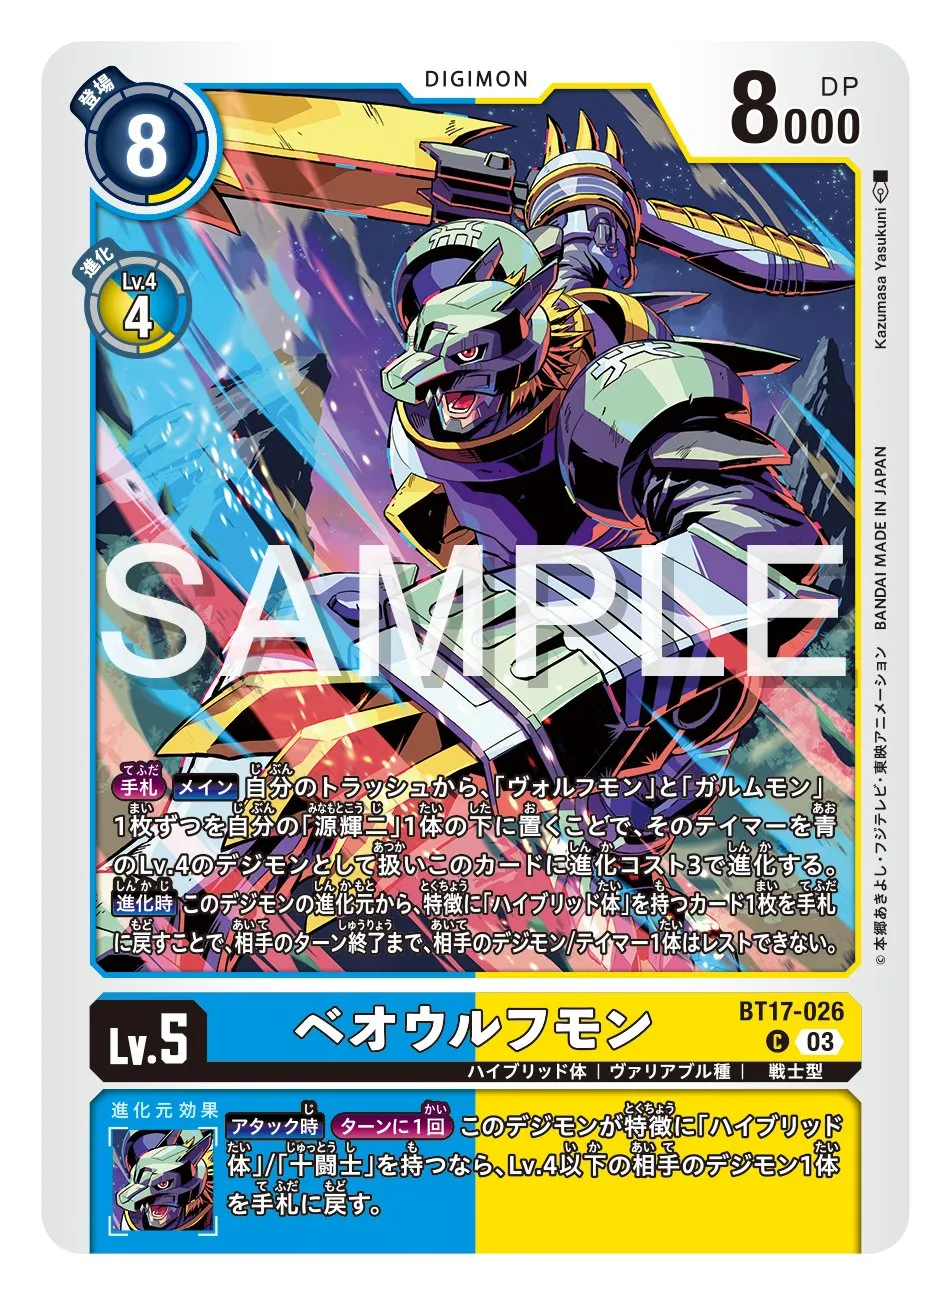 DIGIMON
登場
8
DP
8000
進化
Lv.4
4
Kazumasa Yasukuni
BANDAI MADE IN JAPAN
©本郷あきよし・フジテレビ・東映アニメーション
SAMPLE
手札 メイン 自分のトラッシュから、「ヴォルフモン」と「ガルムモン」
1枚ずつを自分の「源輝二」1体の下に置くことで、そのテイマーを青
のLv.4のデジモンとして扱いこのカードに進化コスト3で進化する。
進化時 このデジモンの進化元から、特徴に「ハイブリッド体」を持つカード1枚を手札
に戻すことで、相手のターン終了まで、相手のデジモン/テイマー1体はレストできない。
Lv.5
ベオウルフモン
BT17-026
C 03
ハイブリッド体 | ヴァリアブル種 | 戦士型
進化元効果
アタック時 ターンに1回 このデジモンが特徴に「ハイブリッド
体」/「十闘士」を持つなら、Lv.4以下の相手のデジモン1体
を手札に戻す。